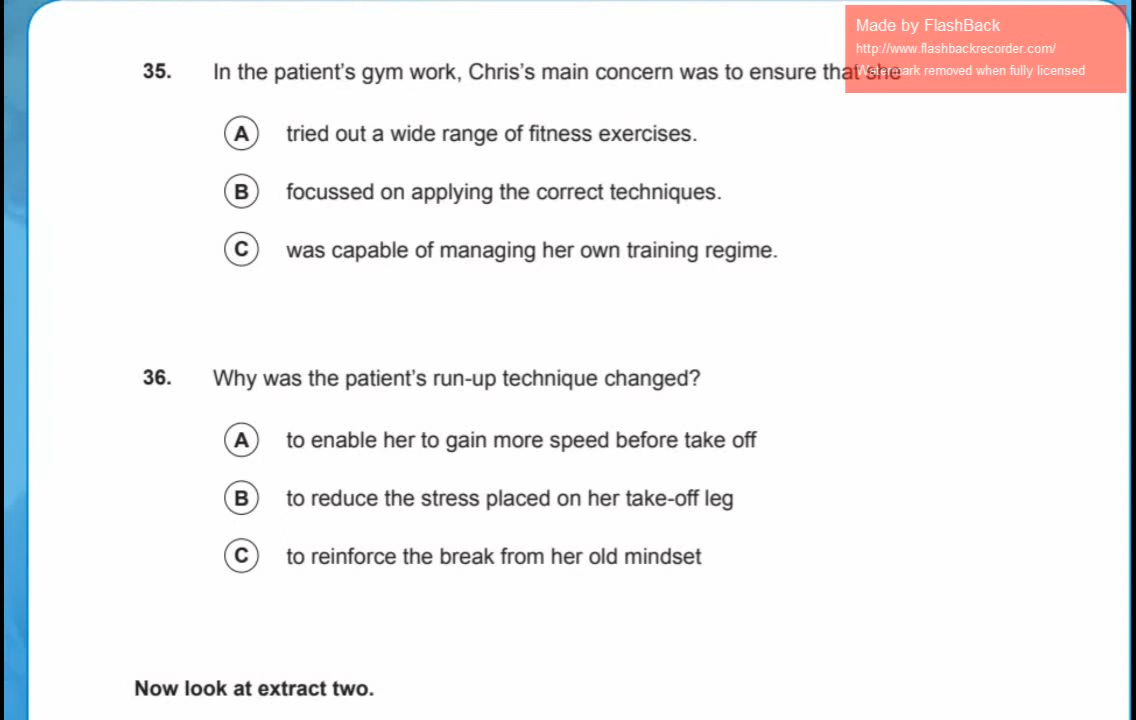 Made by FlashBack
http://www.flashbackrecorder.com/
Watermark removed when fully licensed
35. In the patient's gym work, Chris's main concern was to ensure that she
A tried out a wide range of fitness exercises.
B focussed on applying the correct techniques.
C was capable of managing her own training regime.
36. Why was the patient's run-up technique changed?
A to enable her to gain more speed before take off
B to reduce the stress placed on her take-off leg
C to reinforce the break from her old mindset
Now look at extract two.